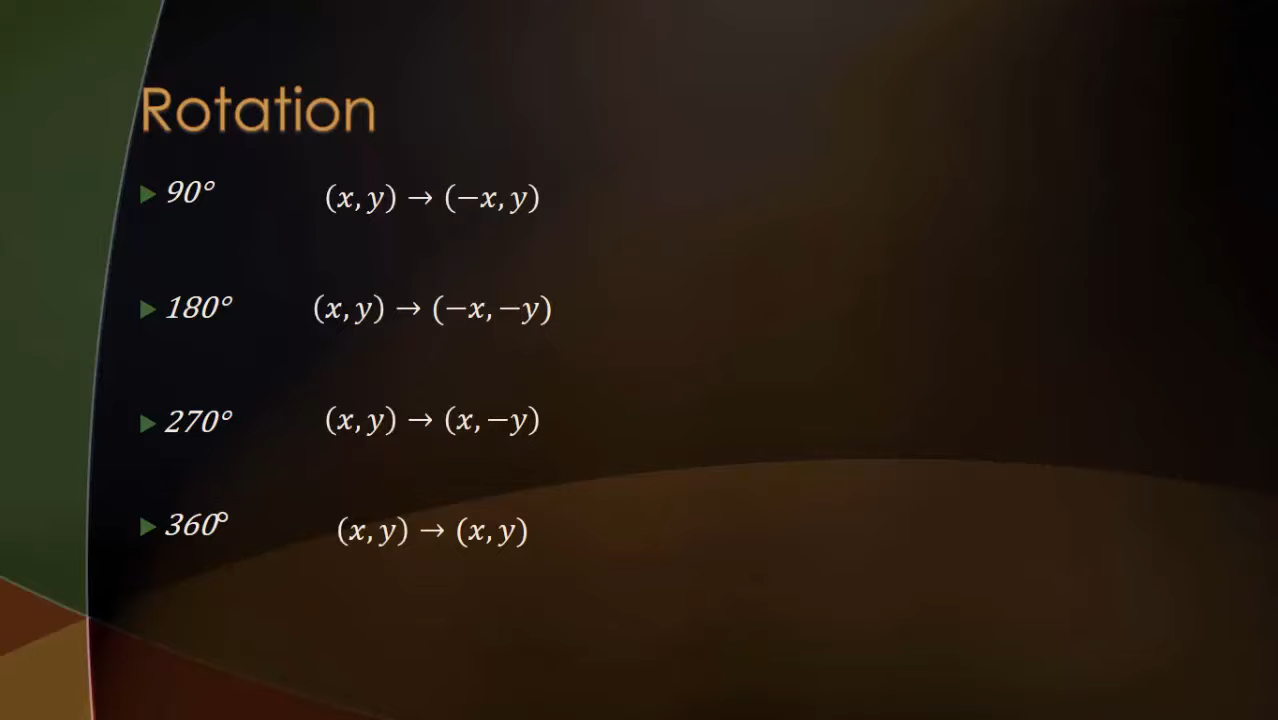 Rotation
90° (x, y) → (−x, y)
180° (x, y) → (−x, −y)
270° (x, y) → (x, −y)
360° (x, y) → (x, y)